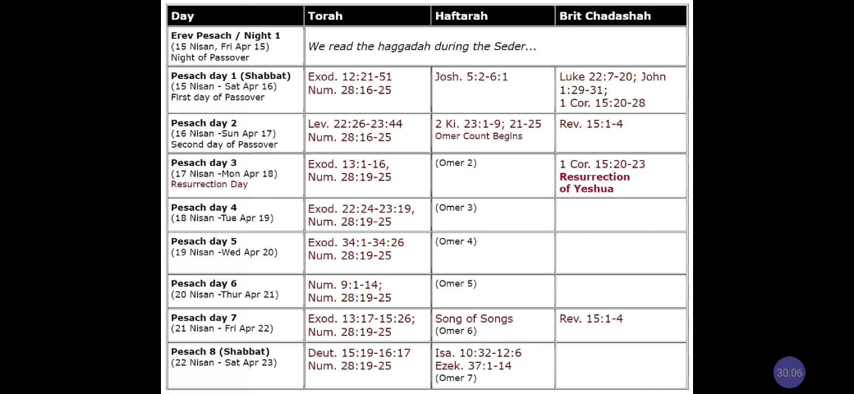 Day Torah Haftarah Brit Chadashah
Erev Pesach / Night 1
(15 Nisan, Fri Apr 15)
Night of Passover
We read the haggadah during the Seder...
Pesach day 1 (Shabbat)
(15 Nisan - Sat Apr 16)
First day of Passover
Exod. 12:21-51
Num. 28:16-25
Josh. 5:2-6:1
Luke 22:7-20; John
1:29-31;
1 Cor. 15:20-28
Pesach day 2
(16 Nisan -Sun Apr 17)
Second day of Passover
Lev. 22:26-23:44
Num. 28:16-25
2 Ki. 23:1-9; 21-25
Omer Count Begins
Rev. 15:1-4
Pesach day 3
(17 Nisan -Mon Apr 18)
Resurrection Day
Exod. 13:1-16,
Num. 28:19-25
(Omer 2)
1 Cor. 15:20-23
Resurrection
of Yeshua
Pesach day 4
(18 Nisan -Tue Apr 19)
Exod. 22:24-23:19,
Num. 28:19-25
(Omer 3)
Pesach day 5
(19 Nisan -Wed Apr 20)
Exod. 34:1-34:26
Num. 28:19-25
(Omer 4)
Pesach day 6
(20 Nisan -Thur Apr 21)
Num. 9:1-14;
Num. 28:19-25
(Omer 5)
Pesach day 7
(21 Nisan - Fri Apr 22)
Exod. 13:17-15:26;
Num. 28:19-25
Song of Songs
(Omer 6)
Rev. 15:1-4
Pesach 8 (Shabbat)
(22 Nisan - Sat Apr 23)
Deut. 15:19-16:17
Num. 28:19-25
Isa. 10:32-12:6
Ezek. 37:1-14
(Omer 7)
30:06